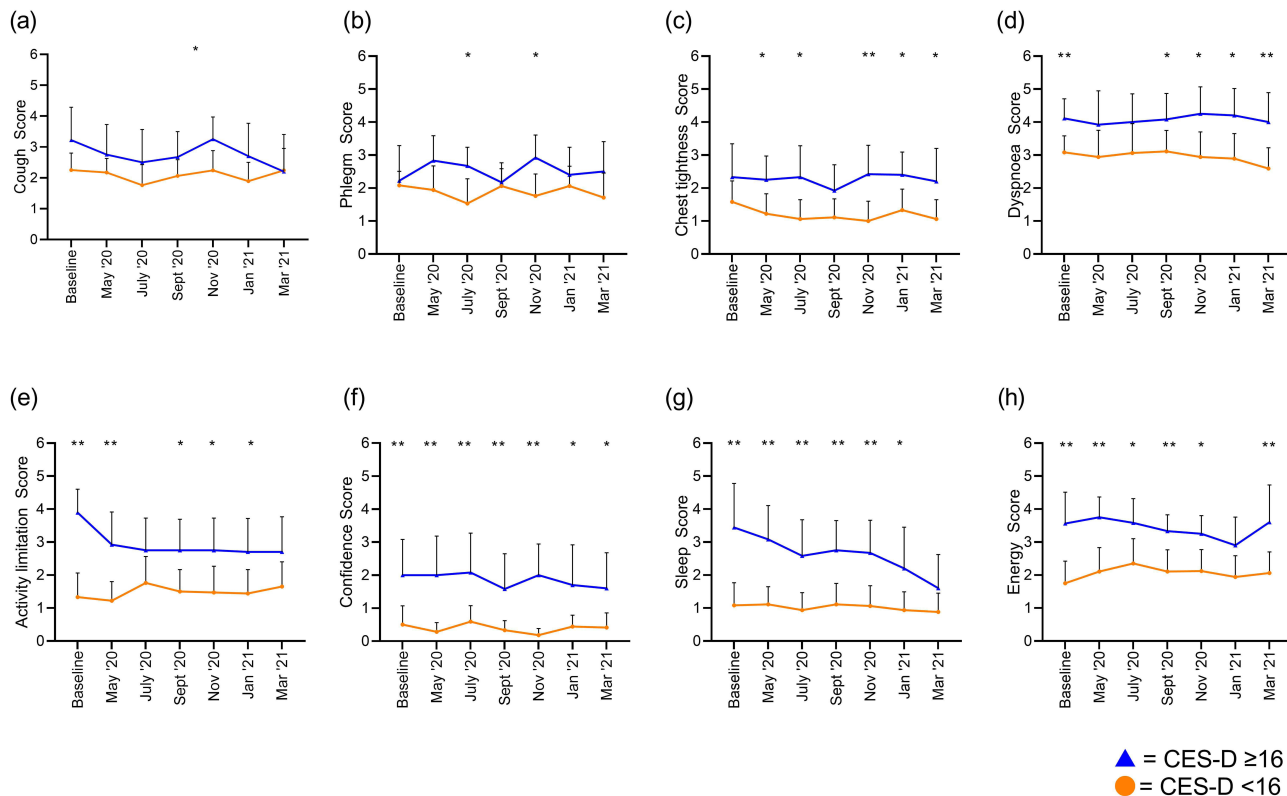 (a)
*
Cough Score
6
5
4
3
2
1
0
Baseline
May '20
July '20
Sept '20
Nov '20
Jan '21
Mar '21
(b)
* *
Phlegm Score
6
5
4
3
2
1
0
Baseline
May '20
July '20
Sept '20
Nov '20
Jan '21
Mar '21
(c)
* * ** * *
Chest tightness Score
6
5
4
3
2
1
0
Baseline
May '20
July '20
Sept '20
Nov '20
Jan '21
Mar '21
(d)
** * * * **
Dyspnoea Score
6
5
4
3
2
1
0
Baseline
May '20
July '20
Sept '20
Nov '20
Jan '21
Mar '21
(e)
** ** * * *
Activity limitation Score
6
5
4
3
2
1
0
Baseline
May '20
July '20
Sept '20
Nov '20
Jan '21
Mar '21
(f)
** ** ** ** ** * *
Confidence Score
6
5
4
3
2
1
0
Baseline
May '20
July '20
Sept '20
Nov '20
Jan '21
Mar '21
(g)
** ** ** ** ** *
Sleep Score
6
5
4
3
2
1
0
Baseline
May '20
July '20
Sept '20
Nov '20
Jan '21
Mar '21
(h)
** ** * ** * **
Energy Score
6
5
4
3
2
1
0
Baseline
May '20
July '20
Sept '20
Nov '20
Jan '21
Mar '21
= CES-D ≥16
= CES-D <16